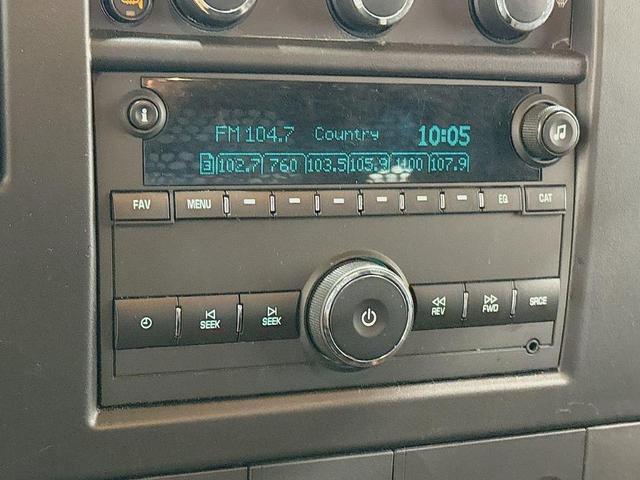 i
FM 104.7 Country 10:05
3 102.7 760 103.5 105.9 1400 107.9
FAV MENU EQ CAT
SEEK SEEK REV FWD SRCE